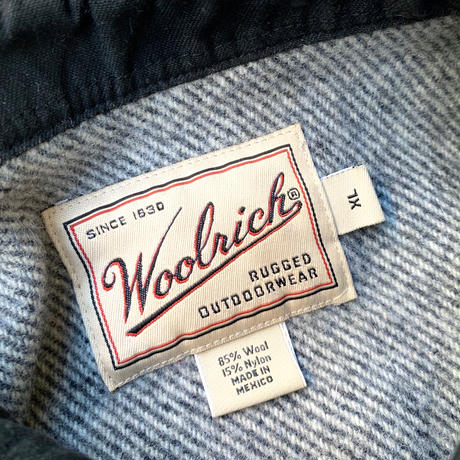 SINCE 1830
Woolrich®
RUGGED
OUTDOORWEAR
XL
85% Wool
15% Nylon
MADE IN
MEXICO